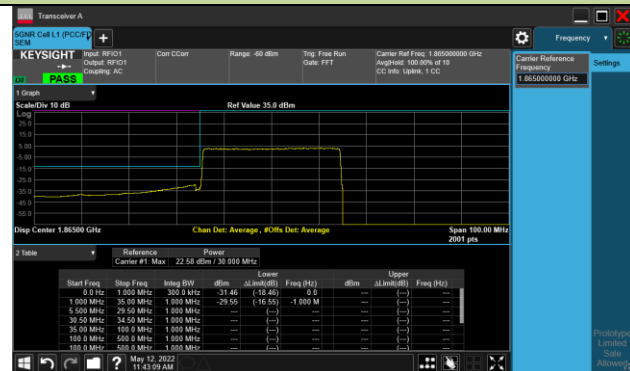 Transceiver A
5GNR Cell L1 (PCC/FD
SEM
KEYSIGHT
Input: RFIO1
Output: RFIO1
Coupling: AC
Corr CCorr
Range: -60 dBm
Trig: Free Run
Gate: FFT
Carrier Ref Freq: 1.865000000 GHz
Avg|Hold: 100.00% of 10
CC Info: Uplink, 1 CC
PASS
Frequency
Carrier Reference
Frequency
1.865000000 GHz
Settings
1 Graph
Scale/Div 10 dB
Ref Value 35.0 dBm
Log
25.0
15.0
5.00
-5.00
-15.0
-25.0
-35.0
-45.0
-55.0
Disp Center 1.86500 GHz
Chan Det: Average , #Offs Det: Average
Span 100.00 MHz
2001 pts
2 Table
Reference Power
Carrier #1: Max 22.58 dBm / 30.000 MHz
Lower Upper
Start Freq Stop Freq Integ BW dBm ΔLimit(dB) Freq (Hz) dBm ΔLimit(dB) Freq (Hz)
0.0 Hz 1.000 MHz 300.0 kHz -31.46 (-18.46) 0.0 --- (---) ---
1.000 MHz 35.00 MHz 1.000 MHz -29.55 (-16.55) -1.000 M --- (---) ---
5.500 MHz 29.50 MHz 1.000 MHz --- (---) --- --- (---) ---
30.50 MHz 34.50 MHz 1.000 MHz --- (---) --- --- (---) ---
35.00 MHz 100.0 MHz 1.000 MHz --- (---) --- --- (---) ---
100.0 MHz 500.0 MHz 1.000 MHz --- (---) --- --- (---) ---
100.0 MHz 500.0 MHz 1.000 MHz --- (---) --- --- (---) ---
Prototype
Limited
Sale
Allowed
?
May 12, 2022
11:43:09 AM